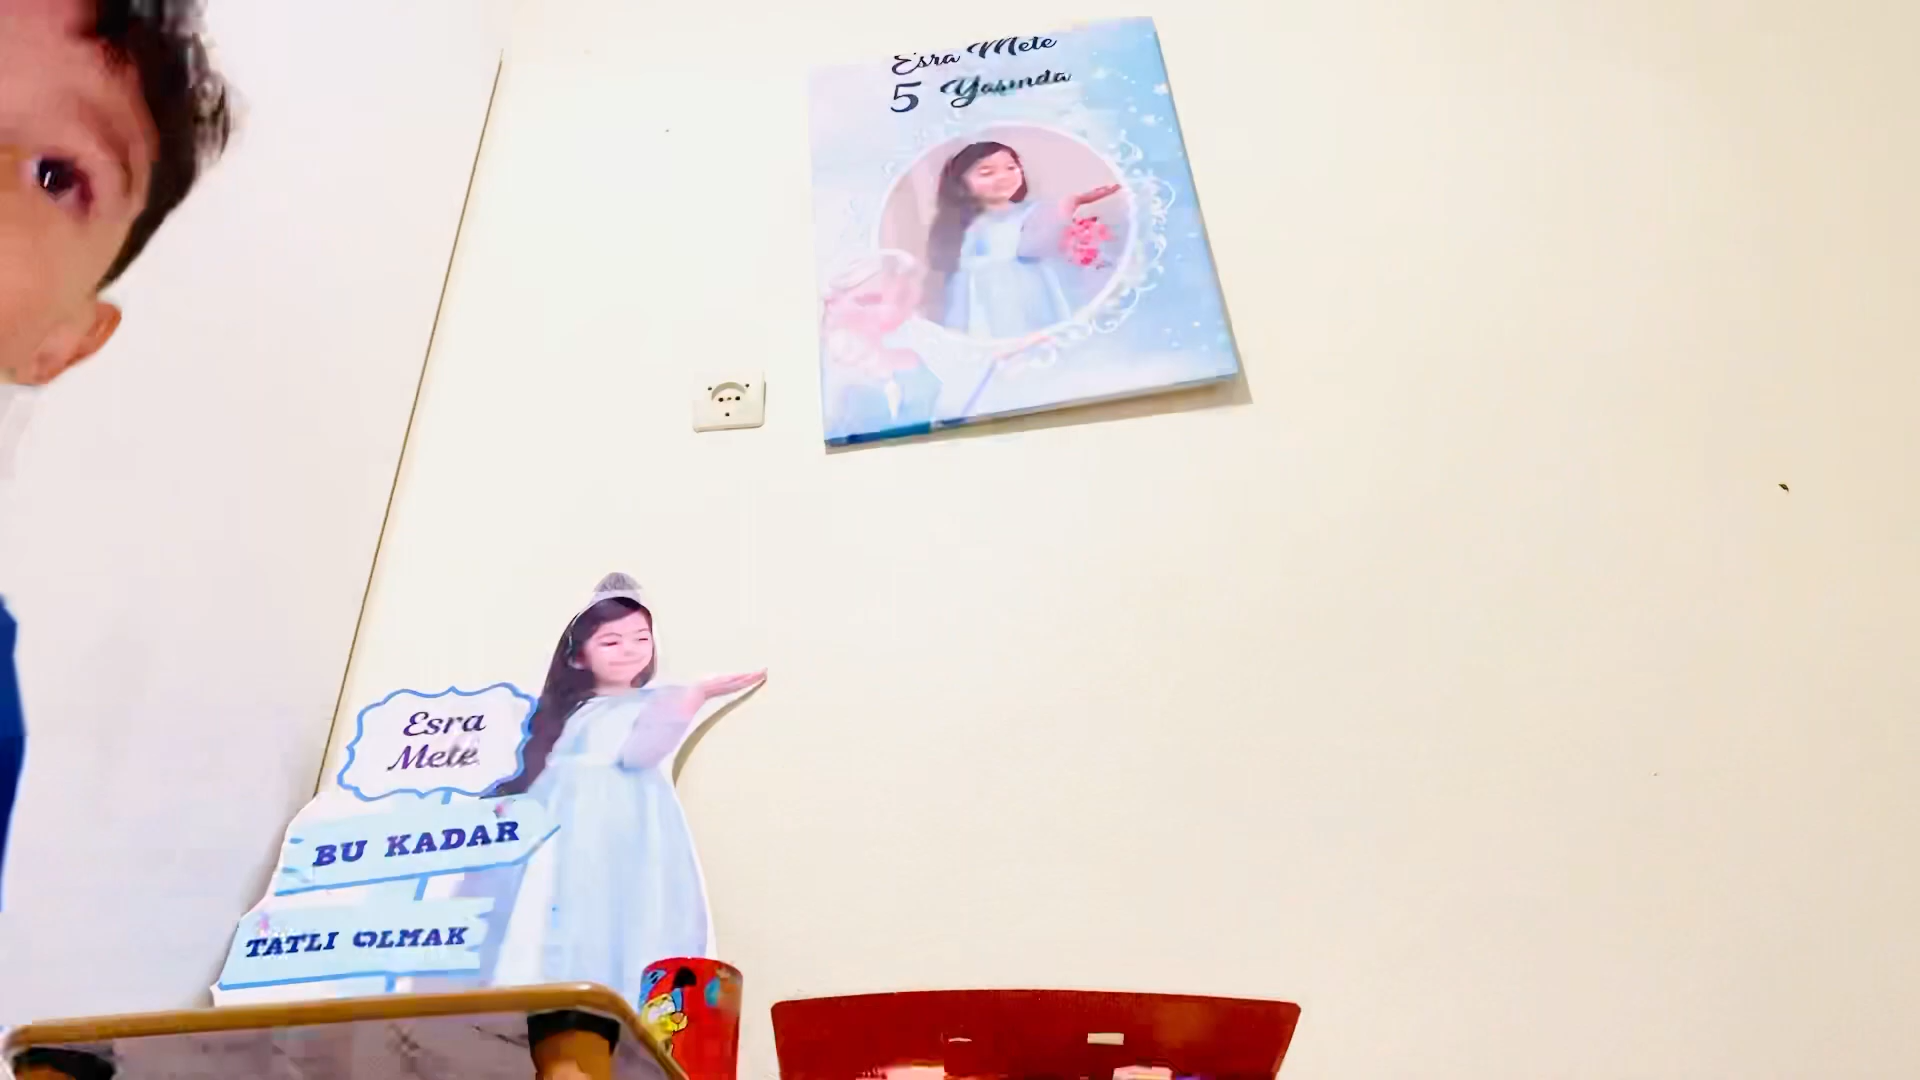 Esra Mete
5 Yaşında
Esra
Mete
BU KADAR
TATLI OLMAK